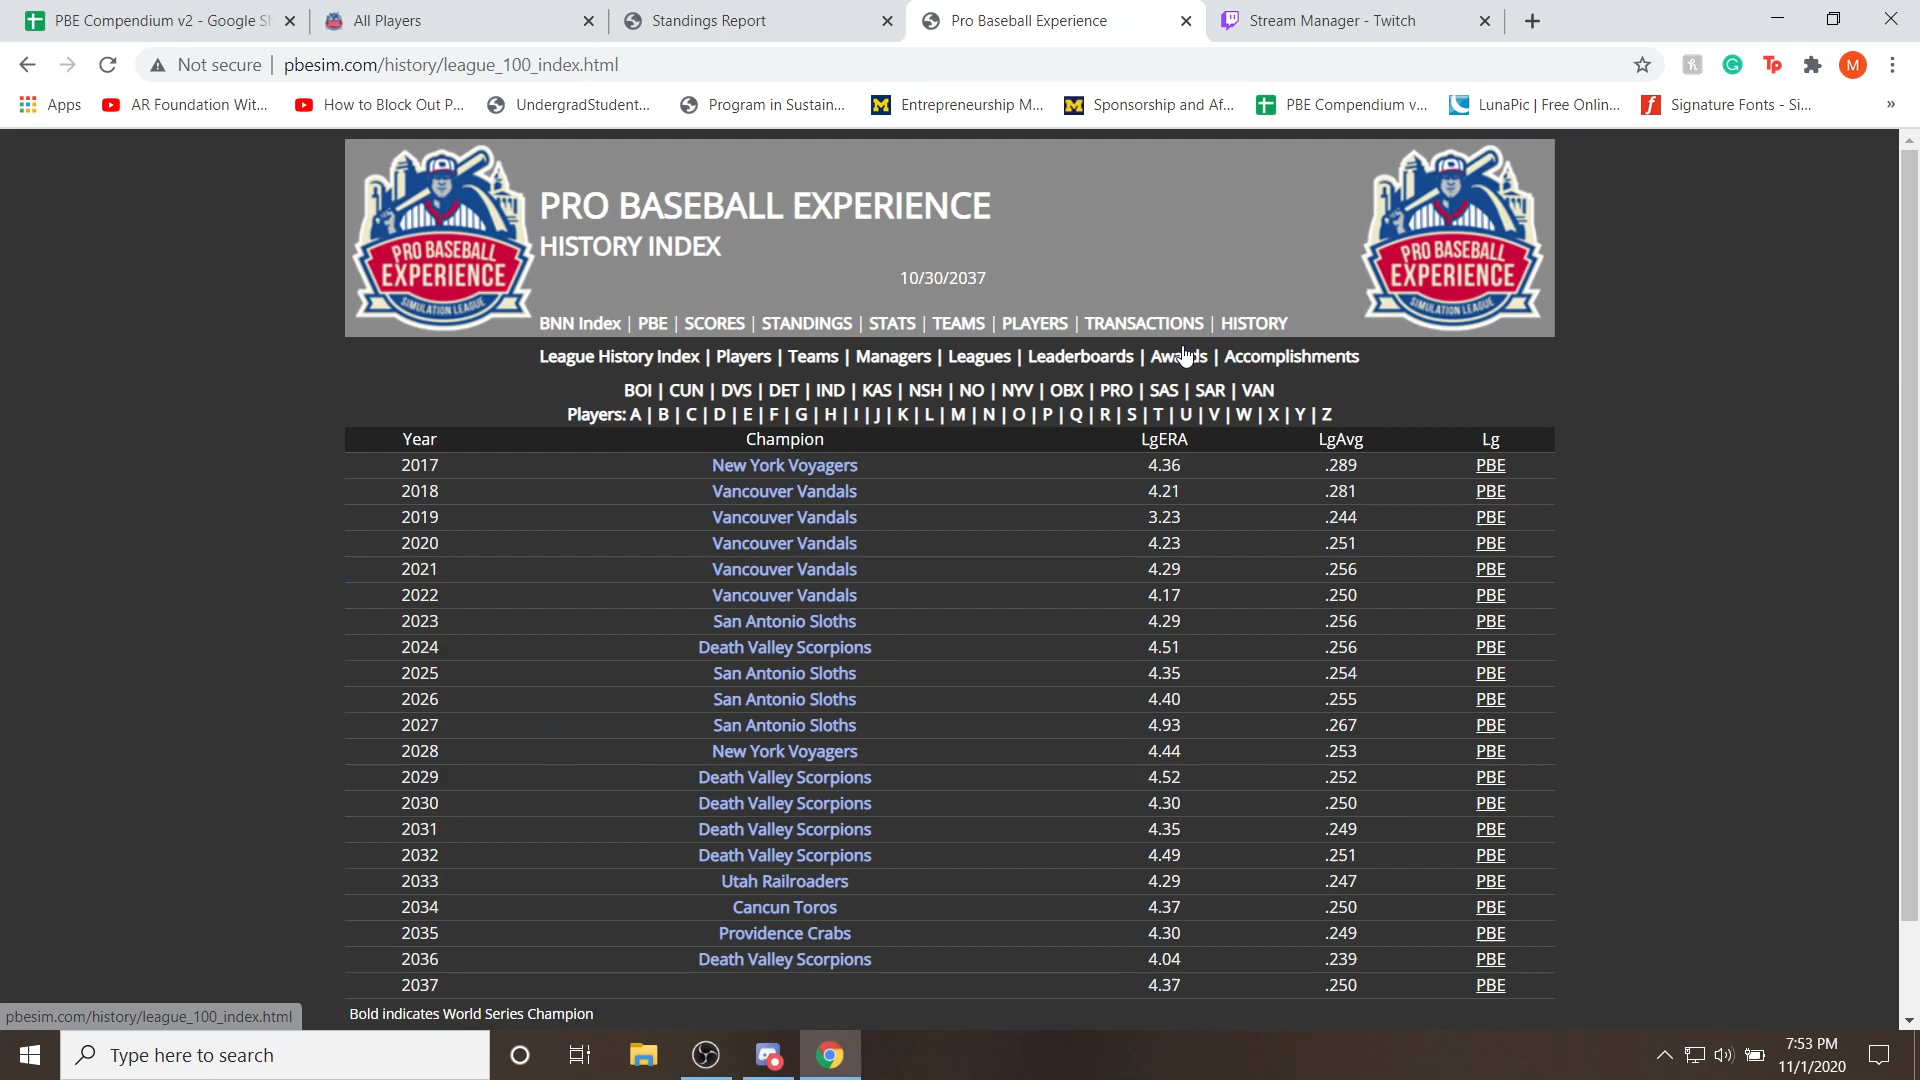 PBE Compendium v2 - Google Sh
All Players
Standings Report
Pro Baseball Experience
Stream Manager - Twitch
Not secure | pbesim.com/history/league_100_index.html
M
Apps
AR Foundation Wit...
How to Block Out P...
UndergradStudent...
Program in Sustain...
Entrepreneurship M...
Sponsorship and Af...
PBE Compendium v...
LunaPic | Free Onlin...
Signature Fonts - Si...
»
PRO BASEBALL EXPERIENCE
SIMULATION LEAGUE
PRO BASEBALL EXPERIENCE
HISTORY INDEX
10/30/2037
BNN Index | PBE | SCORES | STANDINGS | STATS | TEAMS | PLAYERS | TRANSACTIONS | HISTORY
PRO BASEBALL EXPERIENCE
SIMULATION LEAGUE
League History Index | Players | Teams | Managers | Leagues | Leaderboards | Awards | Accomplishments
BOI | CUN | DVS | DET | IND | KAS | NSH | NO | NYV | OBX | PRO | SAS | SAR | VAN
Players: A | B | C | D | E | F | G | H | I | J | K | L | M | N | O | P | Q | R | S | T | U | V | W | X | Y | Z
Year Champion LgERA LgAvg Lg
2017 New York Voyagers 4.36 .289 PBE
2018 Vancouver Vandals 4.21 .281 PBE
2019 Vancouver Vandals 3.23 .244 PBE
2020 Vancouver Vandals 4.23 .251 PBE
2021 Vancouver Vandals 4.29 .256 PBE
2022 Vancouver Vandals 4.17 .250 PBE
2023 San Antonio Sloths 4.29 .256 PBE
2024 Death Valley Scorpions 4.51 .256 PBE
2025 San Antonio Sloths 4.35 .254 PBE
2026 San Antonio Sloths 4.40 .255 PBE
2027 San Antonio Sloths 4.93 .267 PBE
2028 New York Voyagers 4.44 .253 PBE
2029 Death Valley Scorpions 4.52 .252 PBE
2030 Death Valley Scorpions 4.30 .250 PBE
2031 Death Valley Scorpions 4.35 .249 PBE
2032 Death Valley Scorpions 4.49 .251 PBE
2033 Utah Railroaders 4.29 .247 PBE
2034 Cancun Toros 4.37 .250 PBE
2035 Providence Crabs 4.30 .249 PBE
2036 Death Valley Scorpions 4.04 .239 PBE
2037 4.37 .250 PBE
Bold indicates World Series Champion
pbesim.com/history/league_100_index.html
Type here to search
7:53 PM
11/1/2020